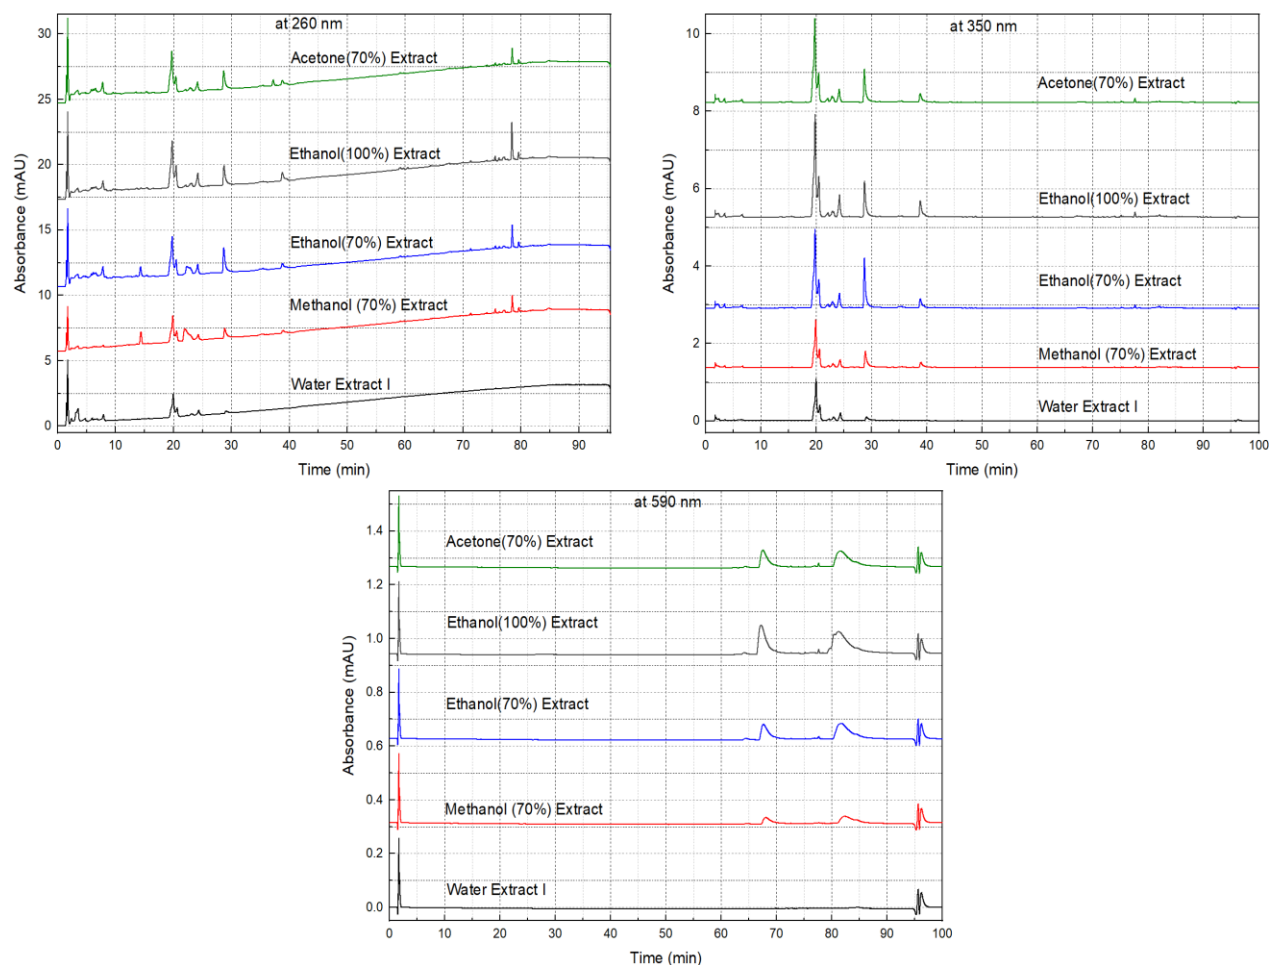 at 260 nm
Absorbance (mAU)
30
25
20
15
10
5
0
Acetone(70%) Extract
Ethanol(100%) Extract
Ethanol(70%) Extract
Methanol (70%) Extract
Water Extract I
0 10 20 30 40 50 60 70 80 90
Time (min)
at 350 nm
Absorbance (mAU)
10
8
6
4
2
0
Acetone(70%) Extract
Ethanol(100%) Extract
Ethanol(70%) Extract
Methanol (70%) Extract
Water Extract I
0 10 20 30 40 50 60 70 80 90 100
Time (min)
at 590 nm
Absorbance (mAU)
1.4
1.2
1.0
0.8
0.6
0.4
0.2
0.0
Acetone(70%) Extract
Ethanol(100%) Extract
Ethanol(70%) Extract
Methanol (70%) Extract
Water Extract I
0 10 20 30 40 50 60 70 80 90 100
Time (min)